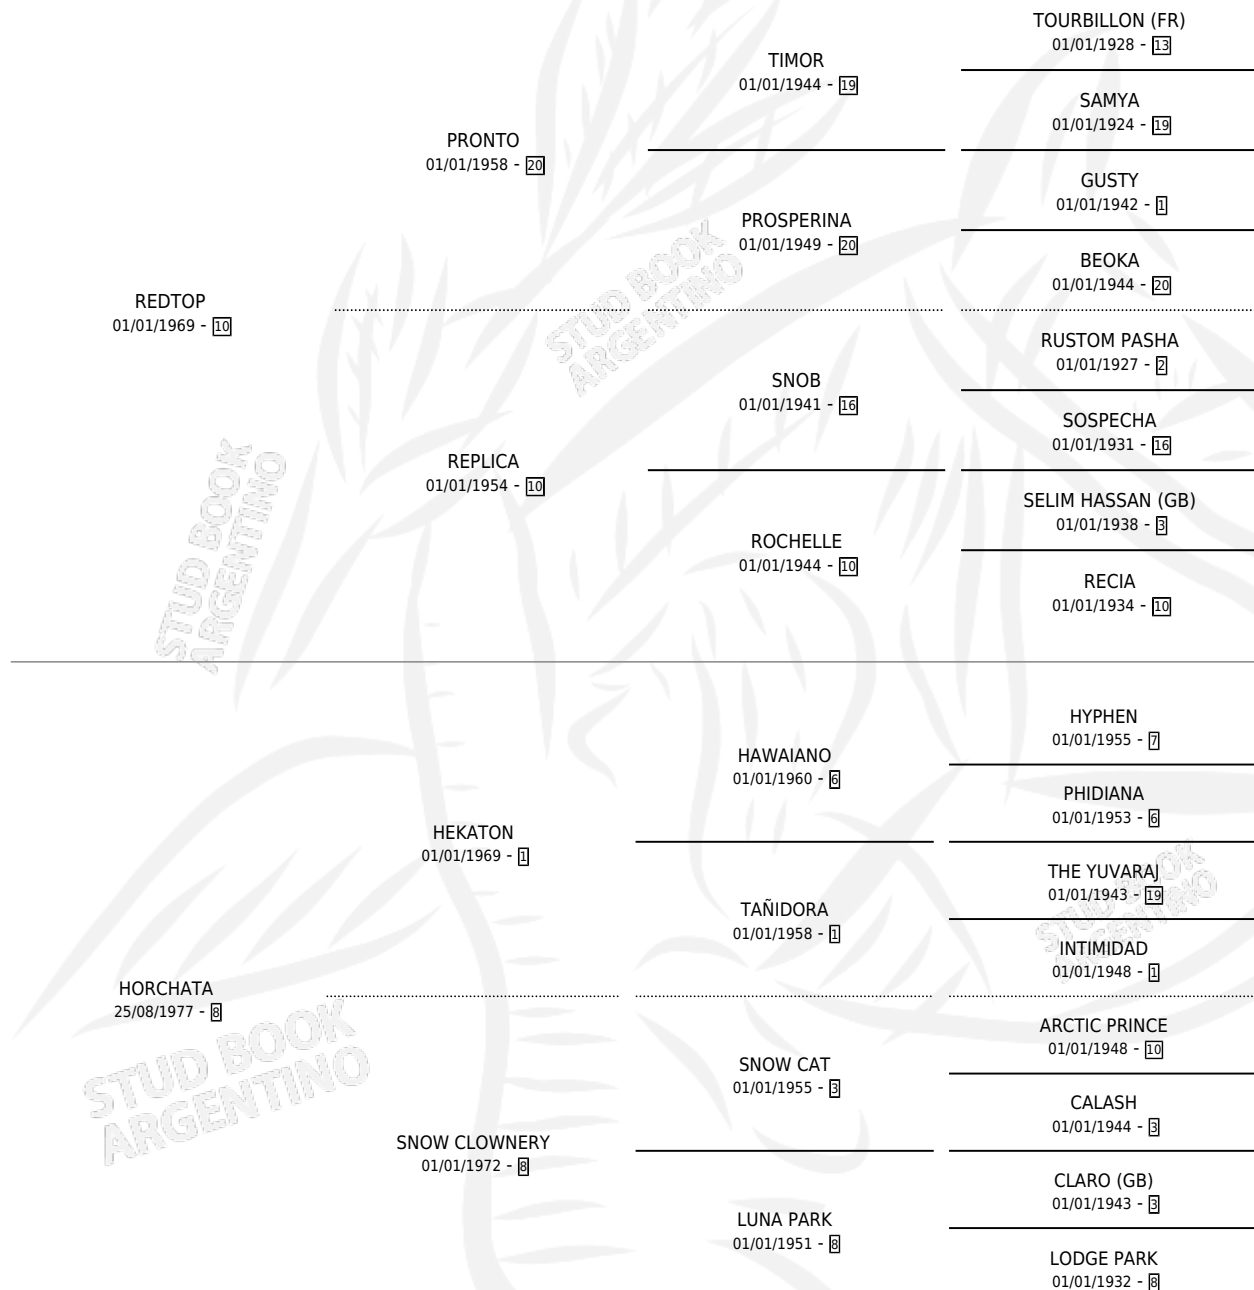 TOURBILLON (FR)
01/01/1928 - 13
TIMOR
01/01/1944 - 19
SAMYA
01/01/1924 - 19
PRONTO
01/01/1958 - 20
GUSTY
01/01/1942 - 1
PROSPERINA
01/01/1949 - 20
BEOKA
01/01/1944 - 20
REDTOP
01/01/1969 - 10
RUSTOM PASHA
01/01/1927 - 2
SNOB
01/01/1941 - 16
SOSPECHA
01/01/1931 - 16
REPLICA
01/01/1954 - 10
SELIM HASSAN (GB)
01/01/1938 - 3
ROCHELLE
01/01/1944 - 10
RECIA
01/01/1934 - 10
HYPHEN
01/01/1955 - 7
HAWAIANO
01/01/1960 - 6
PHIDIANA
01/01/1953 - 6
HEKATON
01/01/1969 - 1
THE YUVARAJ
01/01/1943 - 19
TAÑIDORA
01/01/1958 - 1
INTIMIDAD
01/01/1948 - 1
HORCHATA
25/08/1977 - 8
ARCTIC PRINCE
01/01/1948 - 10
SNOW CAT
01/01/1955 - 3
CALASH
01/01/1944 - 3
SNOW CLOWNERY
01/01/1972 - 8
CLARO (GB)
01/01/1943 - 3
LUNA PARK
01/01/1951 - 8
LODGE PARK
01/01/1932 - 8
STUD BOOK
ARGENTINO
STUD BOOK
ARGENTINO
STUD BOOK
ARGENTINO
STUD BOOK
ARGENTINO